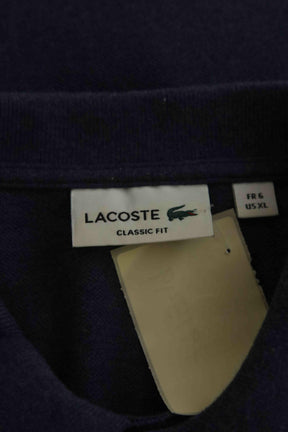 LACOSTE
CLASSIC FIT
FR 6
US XL